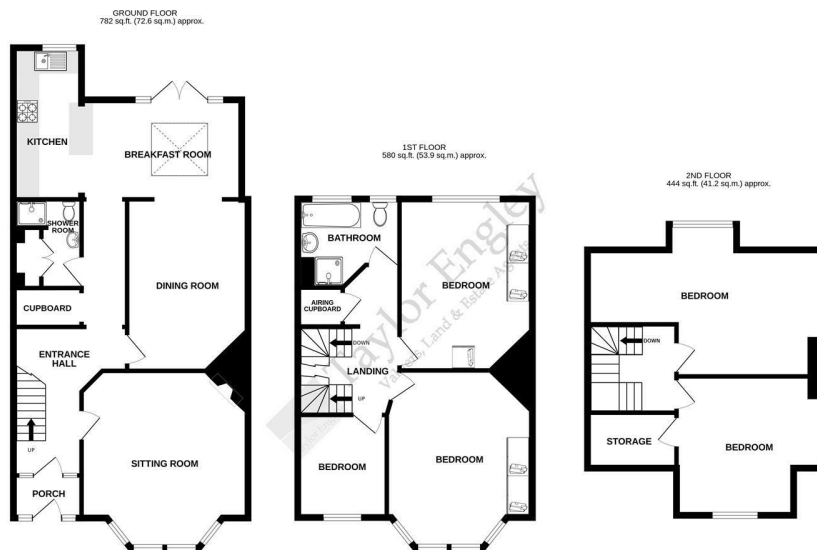 GROUND FLOOR
782 sq.ft. (72.6 sq.m.) approx.
KITCHEN
BREAKFAST ROOM
SHOWER
ROOM
CUPBOARD
DINING ROOM
ENTRANCE
HALL
UP
SITTING ROOM
PORCH
1ST FLOOR
580 sq.ft. (53.9 sq.m.) approx.
BATHROOM
BEDROOM
AIRING
CUPBOARD
DOWN
LANDING
UP
BEDROOM
BEDROOM
Taylor Engley
Valuers, Land & Estate Agents
2ND FLOOR
444 sq.ft. (41.2 sq.m.) approx.
BEDROOM
DOWN
STORAGE
BEDROOM